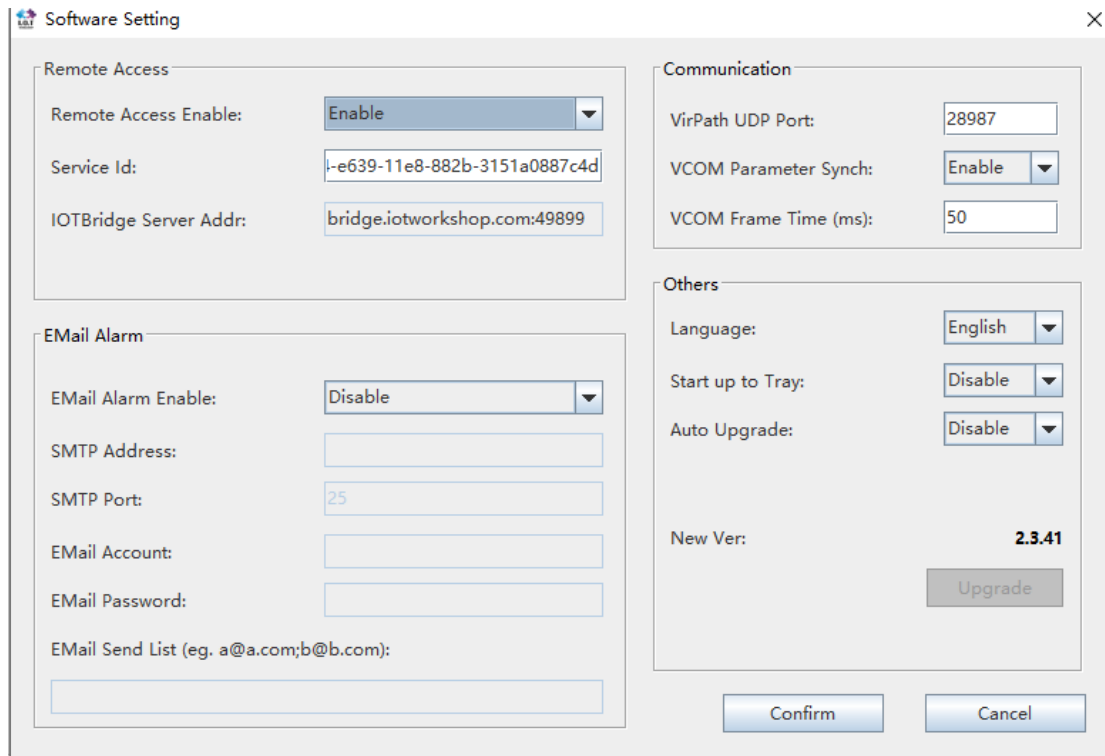 Software Setting
Remote Access
Remote Access Enable: Enable
Service Id: -e639-11e8-882b-3151a0887c4d
IOTBridge Server Addr: bridge.iotworkshop.com:49899
EMail Alarm
EMail Alarm Enable: Disable
SMTP Address:
SMTP Port: 25
EMail Account:
EMail Password:
EMail Send List (eg. a@a.com;b@b.com):
Communication
VirPath UDP Port: 28987
VCOM Parameter Synch: Enable
VCOM Frame Time (ms): 50
Others
Language: English
Start up to Tray: Disable
Auto Upgrade: Disable
New Ver: 2.3.41
Upgrade
Confirm Cancel